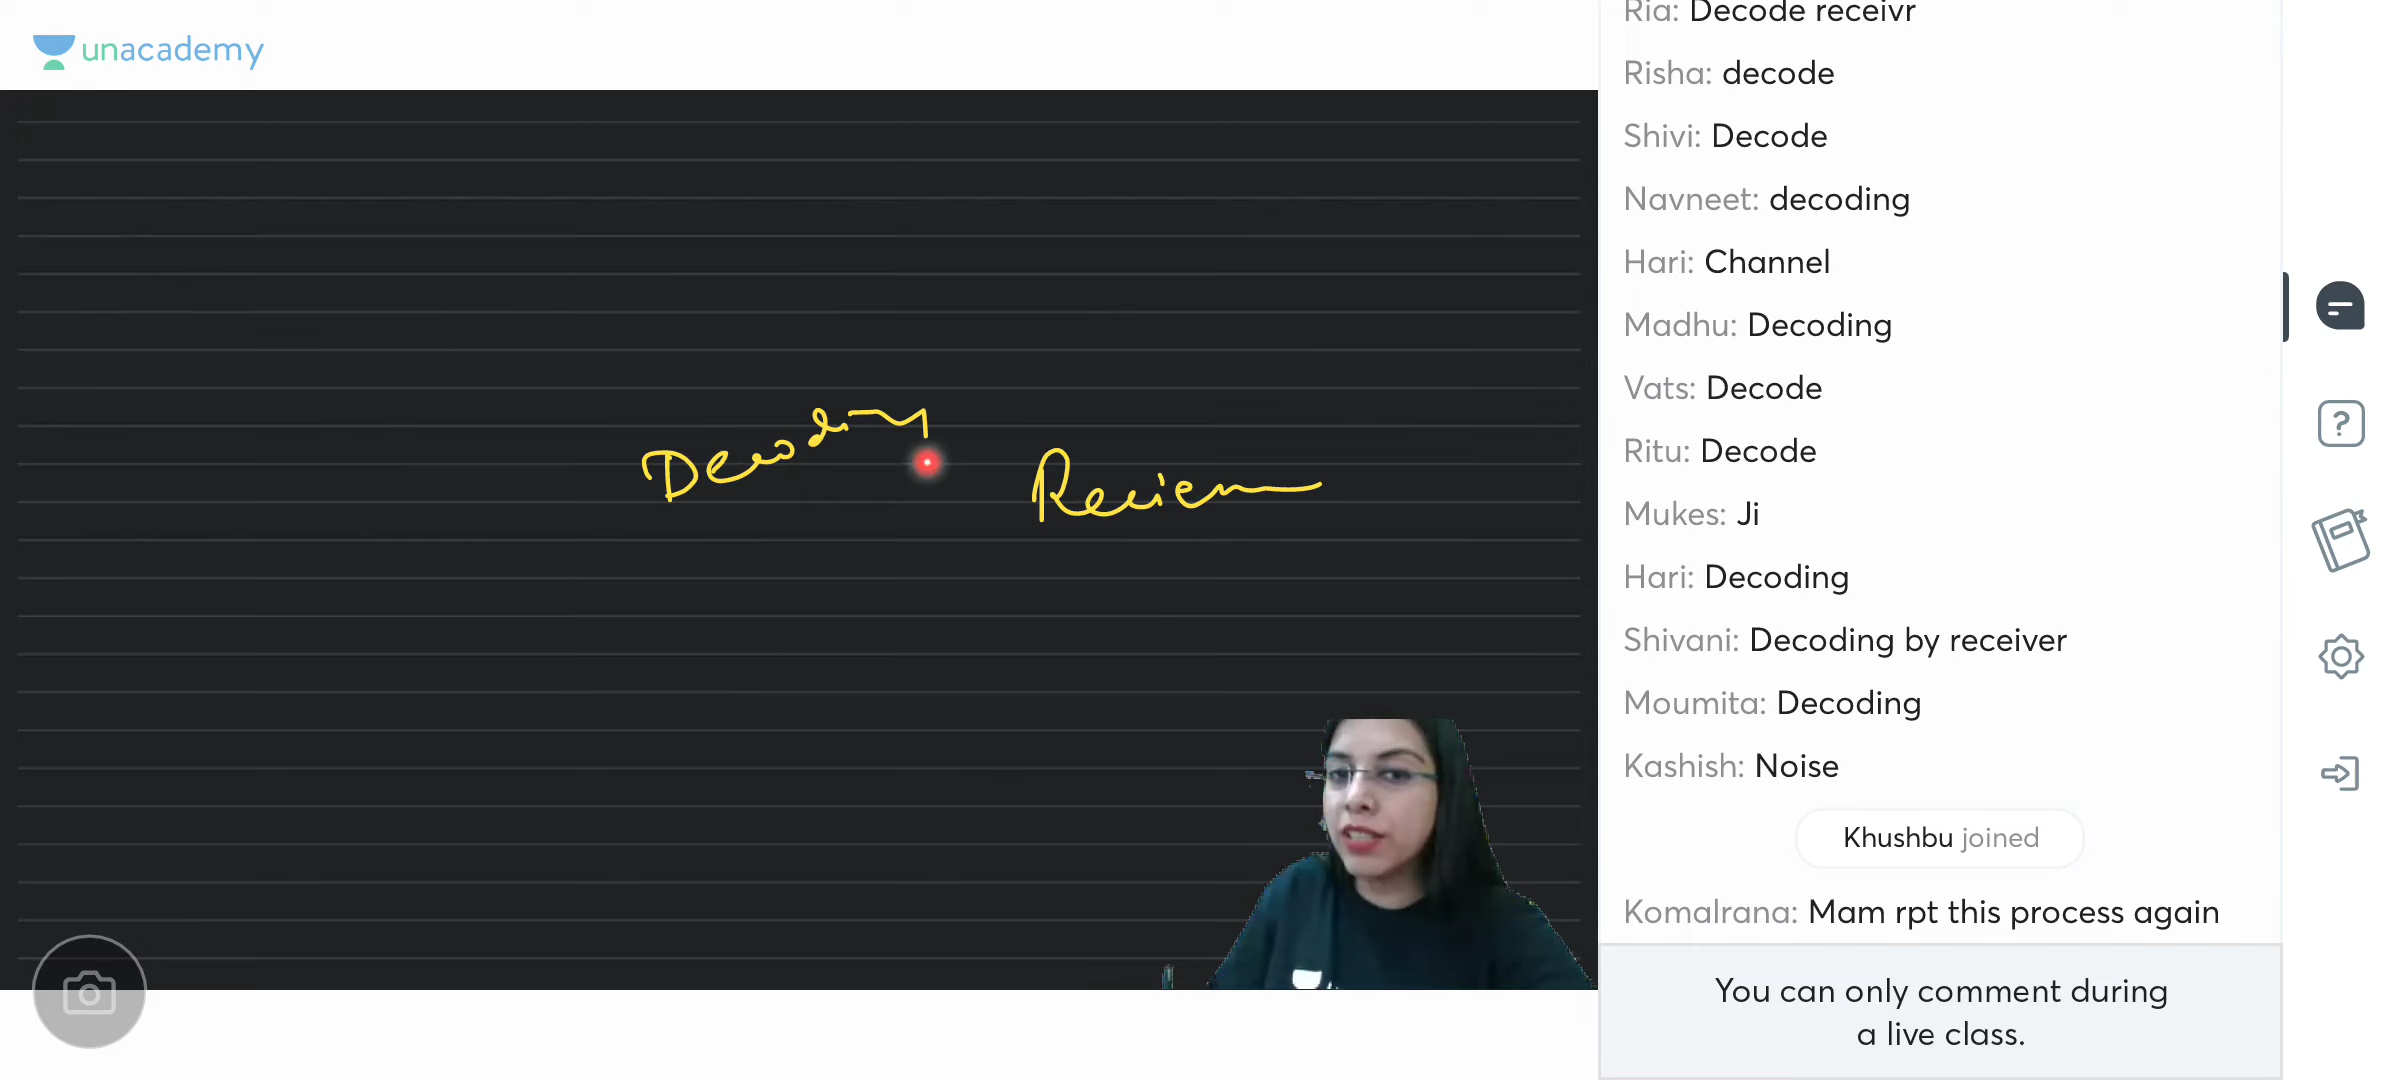 unacademy
Decoding
Reciever
Ria: Decode receivr
Risha: decode
Shivi: Decode
Navneet: decoding
Hari: Channel
Madhu: Decoding
Vats: Decode
Ritu: Decode
Mukes: Ji
Hari: Decoding
Shivani: Decoding by receiver
Moumita: Decoding
Kashish: Noise
Khushbu joined
Komalrana: Mam rpt this process again
You can only comment during
a live class.